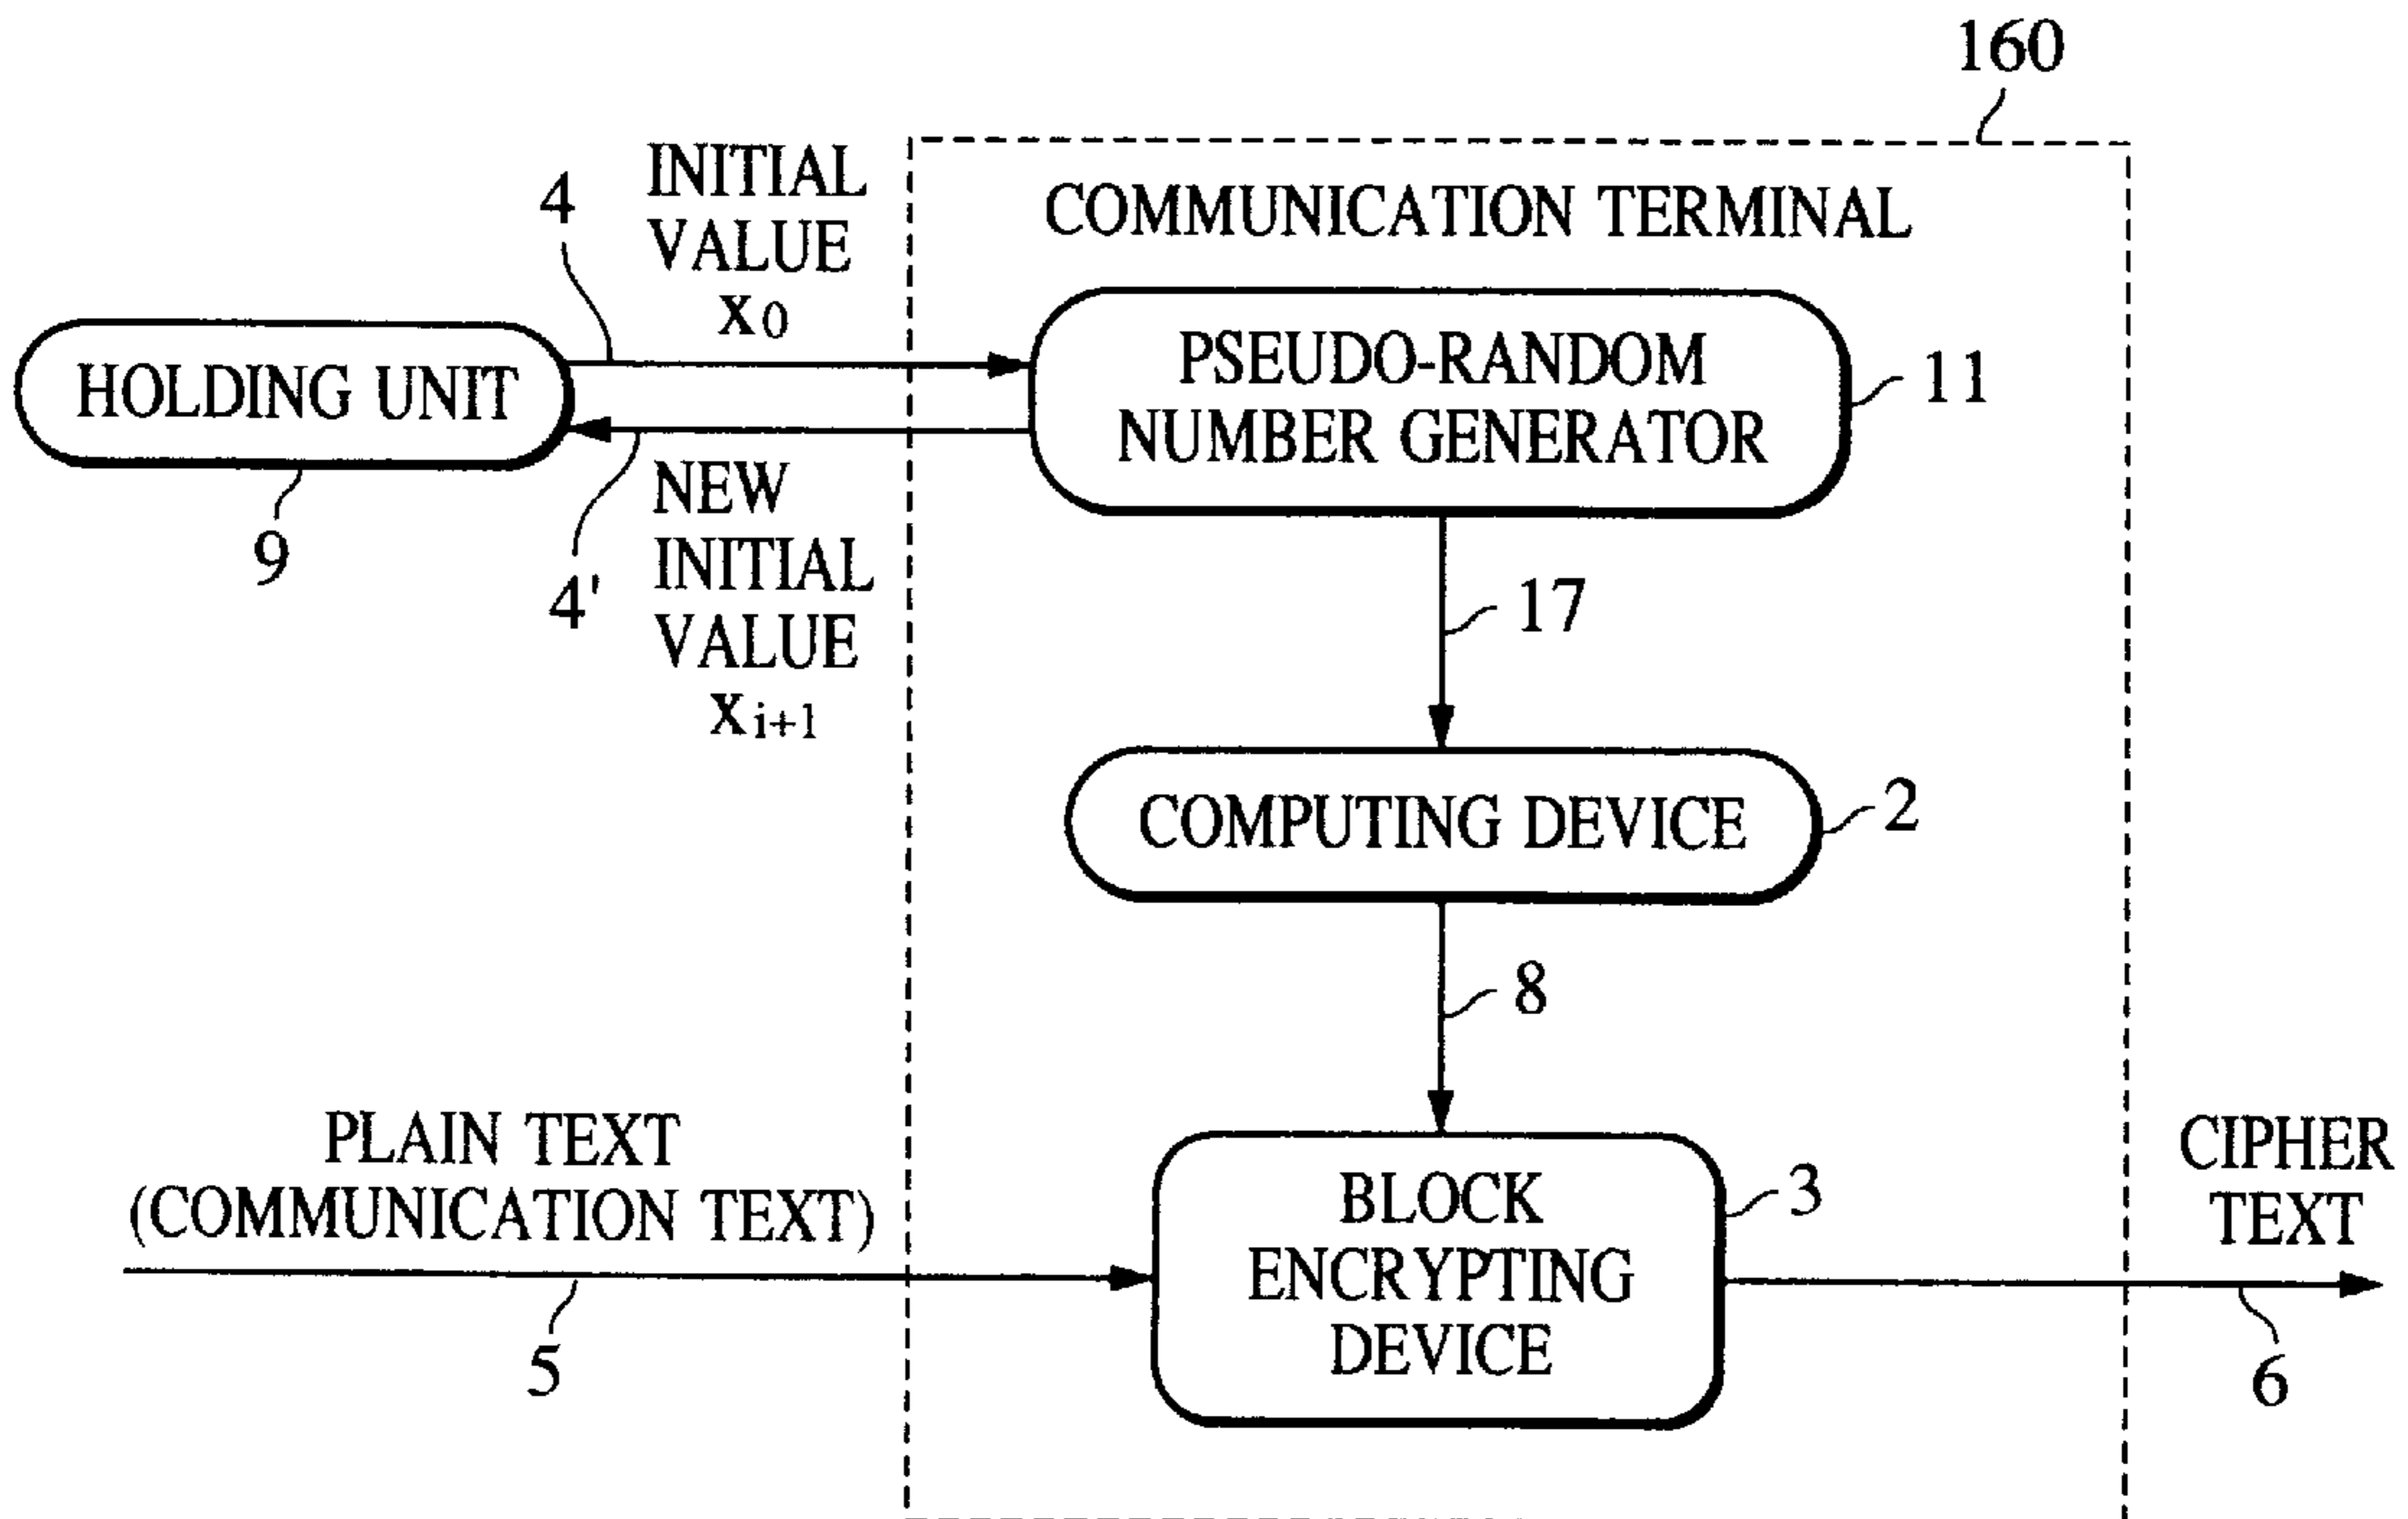 160
INITIAL
VALUE
x0
4
COMMUNICATION TERMINAL
HOLDING UNIT
9
PSEUDO-RANDOM
NUMBER GENERATOR
11
4'
NEW
INITIAL
VALUE
xi+1
17
COMPUTING DEVICE
2
8
PLAIN TEXT
(COMMUNICATION TEXT)
5
BLOCK
ENCRYPTING
DEVICE
3
CIPHER
TEXT
6